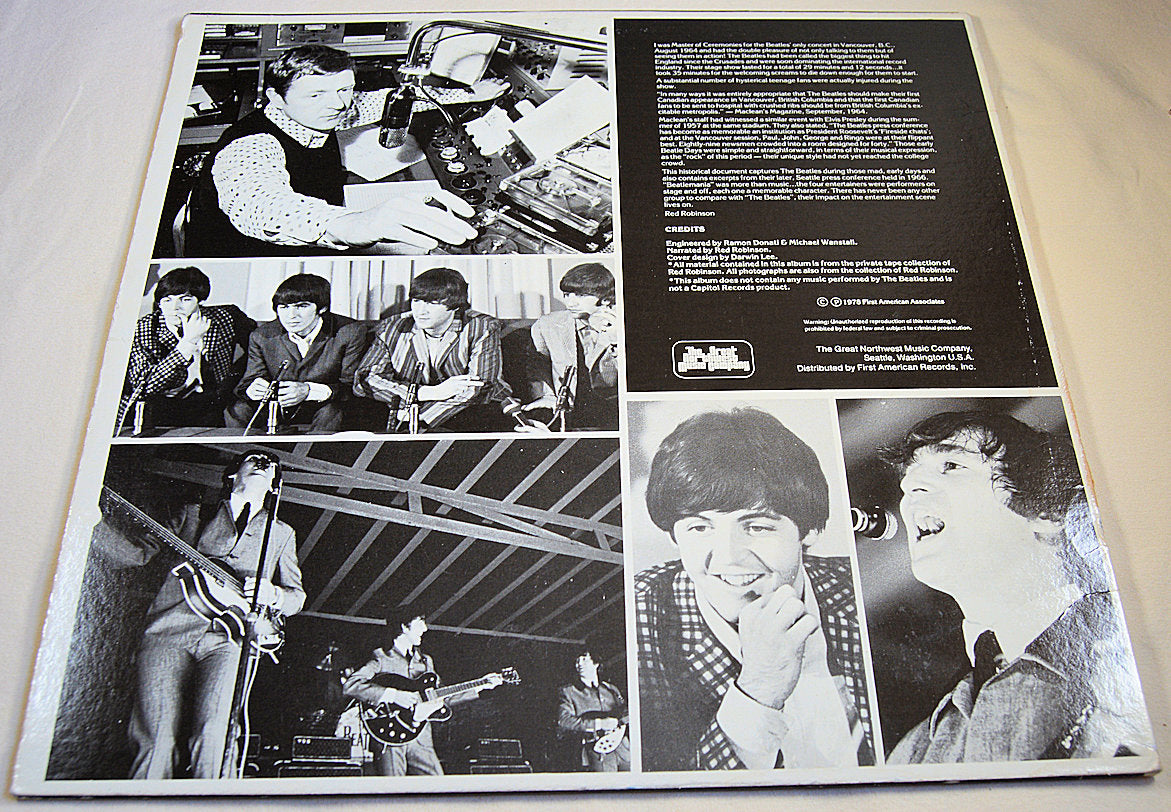 I was Master of Ceremonies for the Beatles' only concert in Vancouver, B.C.,
August 1964 and had the double pleasure of not only talking to them but of
seeing them in action! The Beatles had been called the biggest thing to hit
England since the Crusades and were soon dominating the international record
industry. Their stage show lasted for a total of 29 minutes and 12 seconds...it
took 35 minutes for the welcoming screams to die down enough for them to start.
A substantial number of hysterical teenage fans were actually injured during the
show.
"In many ways it was entirely appropriate that The Beatles should make their first
Canadian appearance in Vancouver, British Columbia and that the first Canadian
fans to be sent to hospital with crushed ribs should be from British Columbia's ex-
citable metropolis." — Maclean's Magazine, September, 1964.
Maclean's staff had witnessed a similar event with Elvis Presley during the sum-
mer of 1957 at the same stadium. They also stated, "The Beatles press conference
has become as memorable an institution as President Roosevelt's 'Fireside chats',
and at the Vancouver session, Paul, John, George and Ringo were at their flippant
best. Eighty-nine newsmen crowded into a room designed for forty." Those early
Beatle Days were simple and straightforward, in terms of their musical expression,
as the "rock" of this period — their unique style had not yet reached the college
crowd.
This historical document captures The Beatles during those mad, early days and
also contains excerpts from their later, Seattle press conference held in 1966.
"Beatlemania" was more than music...the four entertainers were performers on
stage and off, each one a memorable character. There has never been any other
group to compare with "The Beatles", their impact on the entertainment scene
lives on.
Red Robinson
CREDITS
Engineered by Ramon Donati & Michael Wanstall.
Narrated by Red Robinson.
Cover design by Darwin Lee.
*All material contained in this album is from the private tape collection of
Red Robinson. All photographs are also from the collection of Red Robinson.
*This album does not contain any music performed by The Beatles and is
not a Capitol Records product.
© ℗ 1978 First American Associates
Warning: Unauthorized reproduction of this recording is
prohibited by federal law and subject to criminal prosecution.
The Great
Northwest
Music Company
The Great Northwest Music Company,
Seattle, Washington U.S.A.
Distributed by First American Records, Inc.
BEAT